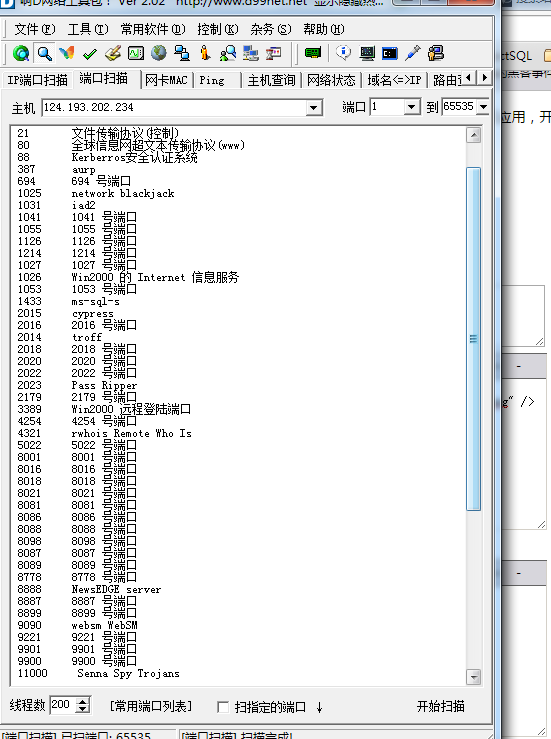 啊D网络工具包! Ver 2.02 http://www.d99net.net
文件(F) 工具(T) 常用软件(D) 控制(K) 杂务(S) 帮助(H)
IP端口扫描 端口扫描 网卡MAC Ping 主机查询 网络状态 域名<=>IP
主机 124.193.202.234 端口 1 到 65535
21 文件传输协议(控制)
80 全球信息网超文本传输协议(www)
88 Kerberros安全认证系统
387 aurp
694 694 号端口
1025 network blackjack
1031 iad2
1041 1041 号端口
1055 1055 号端口
1126 1126 号端口
1214 1214 号端口
1027 1027 号端口
1026 Win2000 的 Internet 信息服务
1053 1053 号端口
1433 ms-sql-s
2015 cypress
2016 2016 号端口
2014 troff
2018 2018 号端口
2020 2020 号端口
2022 2022 号端口
2023 Pass Ripper
2179 2179 号端口
3389 Win2000 远程登陆端口
4254 4254 号端口
4321 rwhois Remote Who Is
5022 5022 号端口
8001 8001 号端口
8016 8016 号端口
8018 8018 号端口
8021 8021 号端口
8081 8081 号端口
8086 8086 号端口
8088 8088 号端口
8098 8098 号端口
8087 8087 号端口
8089 8089 号端口
8778 8778 号端口
8888 NewsEDGE server
8887 8887 号端口
8899 8899 号端口
9090 websm WebSM
9221 9221 号端口
9901 9901 号端口
9900 9900 号端口
11000 Senna Spy Trojans
线程数 200 [常用端口列表] 扫指定的端口 ↓ 开始扫描
[端口扫描] 已扫端口: 65535 [端口扫描] 扫描完成!
ctSQL
的黑客事件
应用，开
g" />
-
-